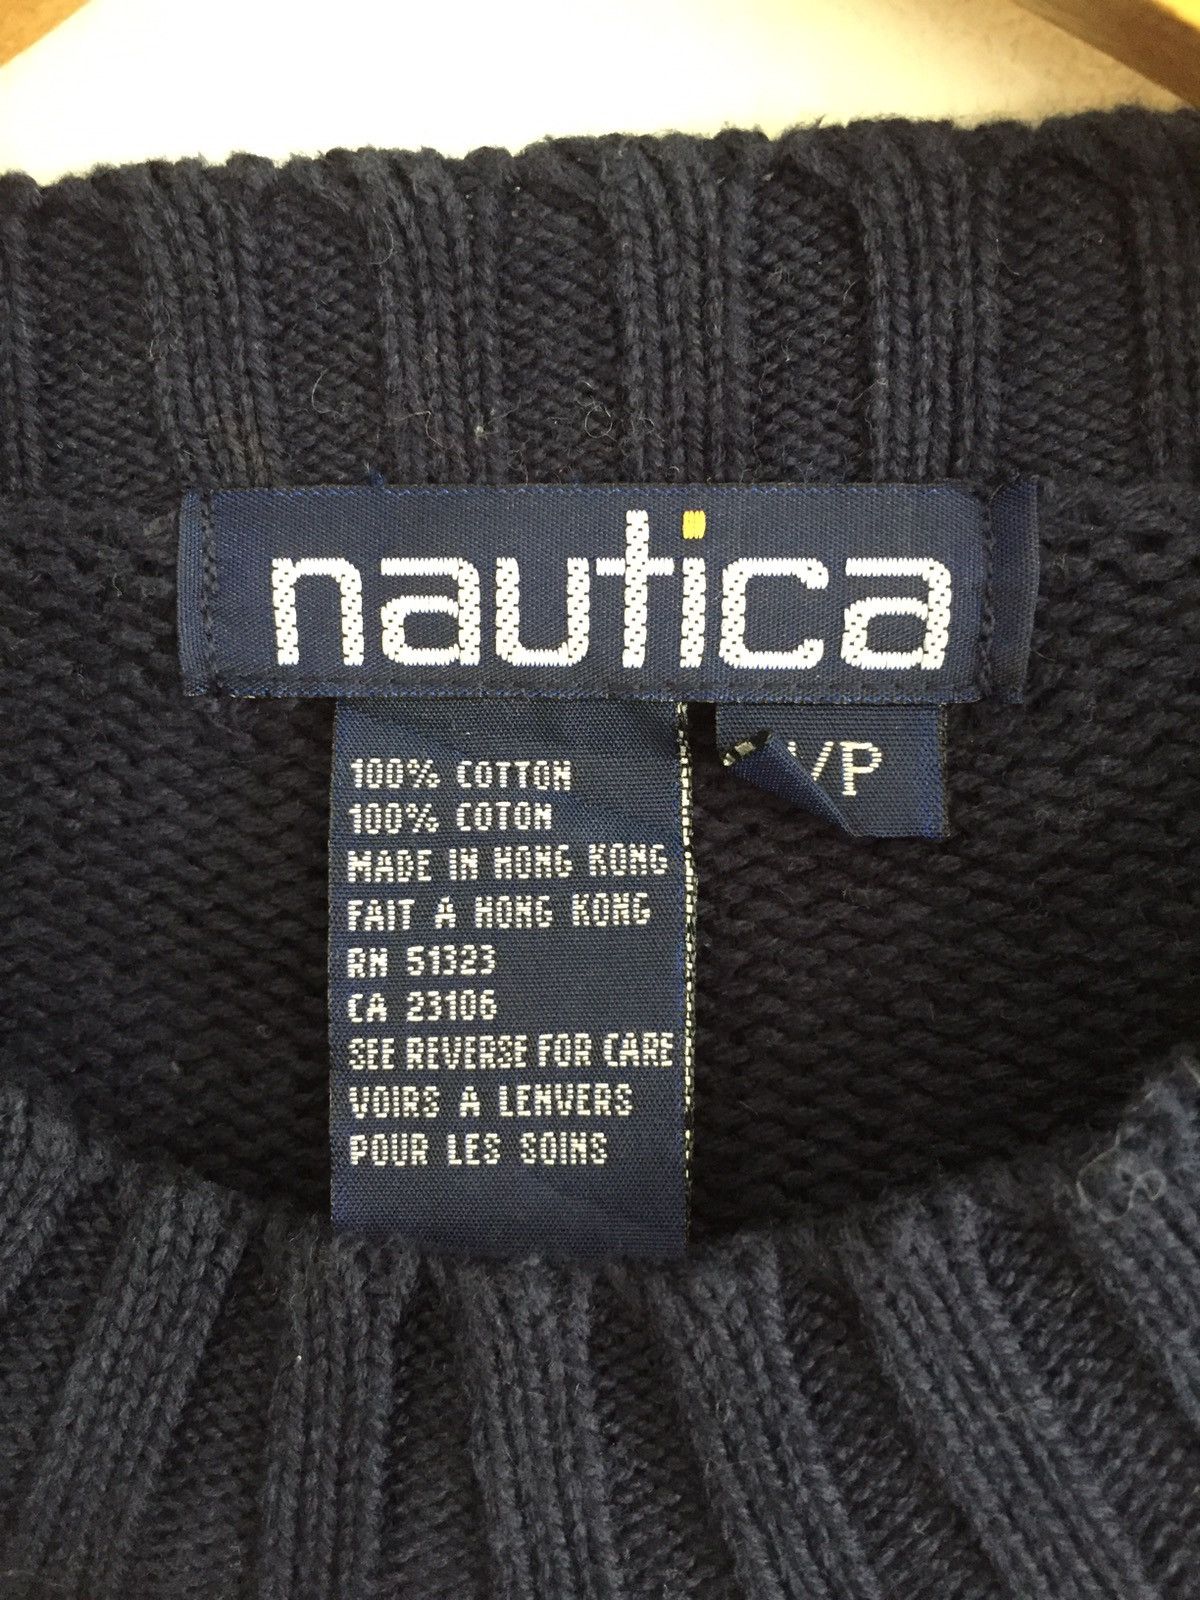 nautica
/P
100% COTTON
100% COTON
MADE IN HONG KONG
FAIT A HONG KONG
RN 51323
CA 23106
SEE REVERSE FOR CARE
VOIRS A LENVERS
POUR LES SOINS